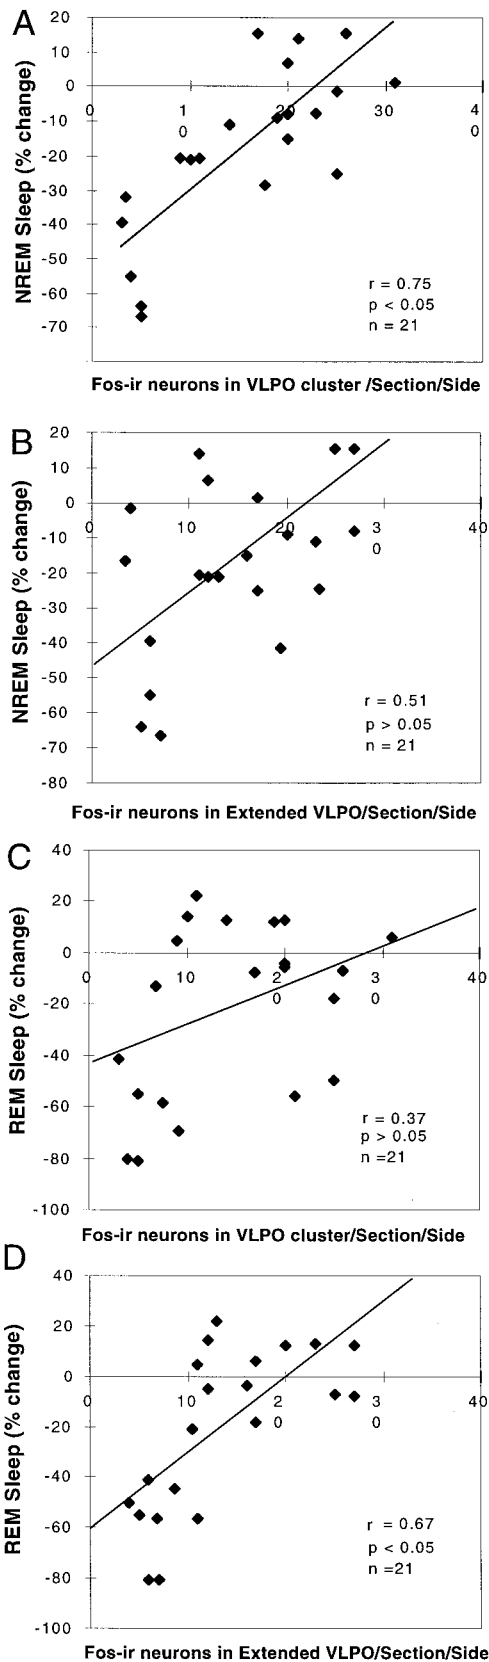 A
20
10
0
-10
-20
-30
-40
-50
-60
-70
0
1
0
20
30
4
0
NREM Sleep (% change)
r = 0.75
p < 0.05
n = 21
Fos-ir neurons in VLPO cluster /Section/Side
B
20
10
0
-10
-20
-30
-40
-50
-60
-70
-80
0
10
20
3
0
40
NREM Sleep (% change)
r = 0.51
p > 0.05
n = 21
Fos-ir neurons in Extended VLPO/Section/Side
C
40
20
0
-20
-40
-60
-80
-100
0
10
2
0
3
0
40
REM Sleep (% change)
r = 0.37
p > 0.05
n =21
Fos-ir neurons in VLPO cluster/Section/Side
D
40
20
0
-20
-40
-60
-80
-100
0
10
2
0
3
0
40
REM Sleep (% change)
r = 0.67
p < 0.05
n =21
Fos-ir neurons in Extended VLPO/Section/Side